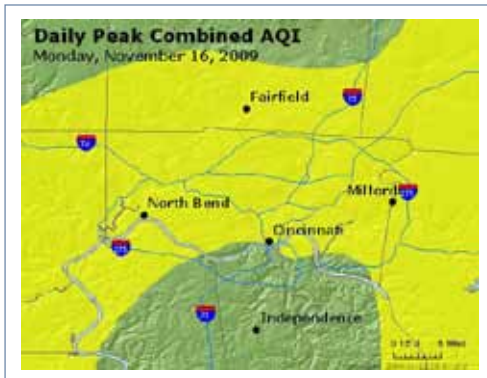 Daily Peak Combined AQI
Monday, November 16, 2009
Fairfield
Milford
North Bend
Cincinnati
Independence